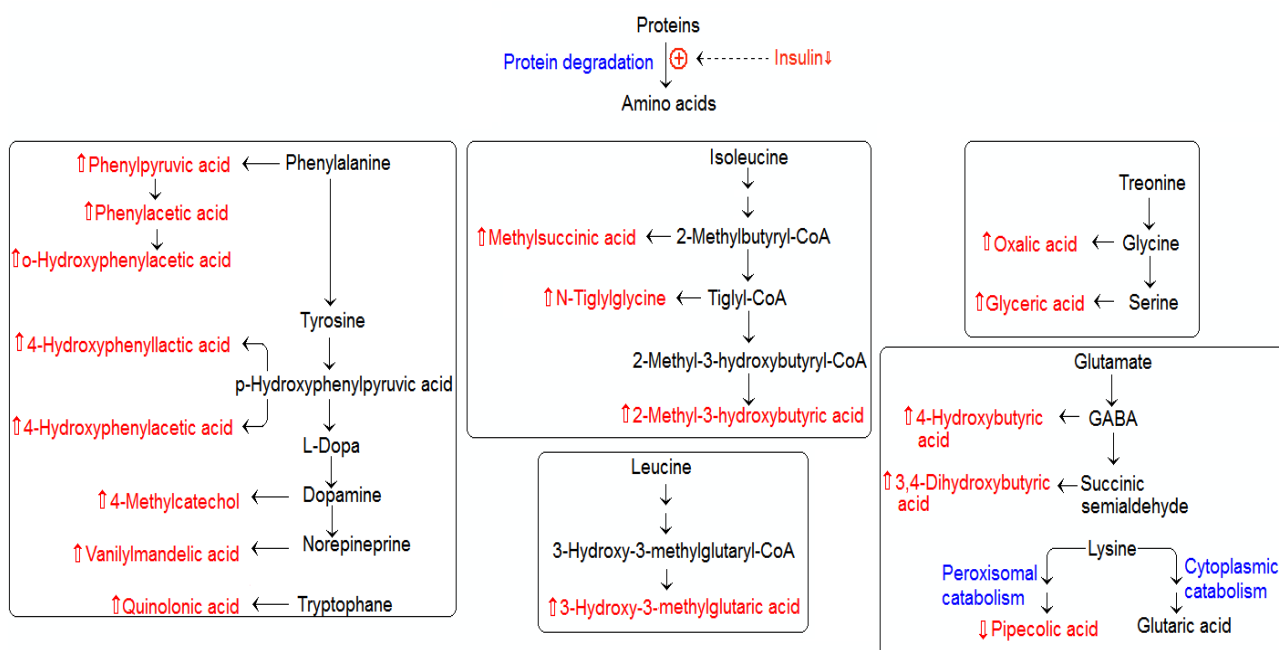 Proteins
Protein degradation
+
Insulin⇩
Amino acids
⇧Phenylpyruvic acid
Phenylalanine
⇧Phenylacetic acid
⇧o-Hydroxyphenylacetic acid
Tyrosine
⇧4-Hydroxyphenyllactic acid
p-Hydroxyphenylpyruvic acid
⇧4-Hydroxyphenylacetic acid
L-Dopa
⇧4-Methylcatechol
Dopamine
⇧Vanilylmandelic acid
Norepineprine
⇧Quinolonic acid
Tryptophane
Isoleucine
⇧Methylsuccinic acid
2-Methylbutyryl-CoA
⇧N-Tiglylglycine
Tiglyl-CoA
2-Methyl-3-hydroxybutyryl-CoA
⇧2-Methyl-3-hydroxybutyric acid
Leucine
3-Hydroxy-3-methylglutaryl-CoA
⇧3-Hydroxy-3-methylglutaric acid
Treonine
⇧Oxalic acid
Glycine
⇧Glyceric acid
Serine
Glutamate
⇧4-Hydroxybutyric
acid
GABA
⇧3,4-Dihydroxybutyric
acid
Succinic
semialdehyde
Lysine
Peroxisomal
catabolism
Cytoplasmic
catabolism
⇩Pipecolic acid
Glutaric acid